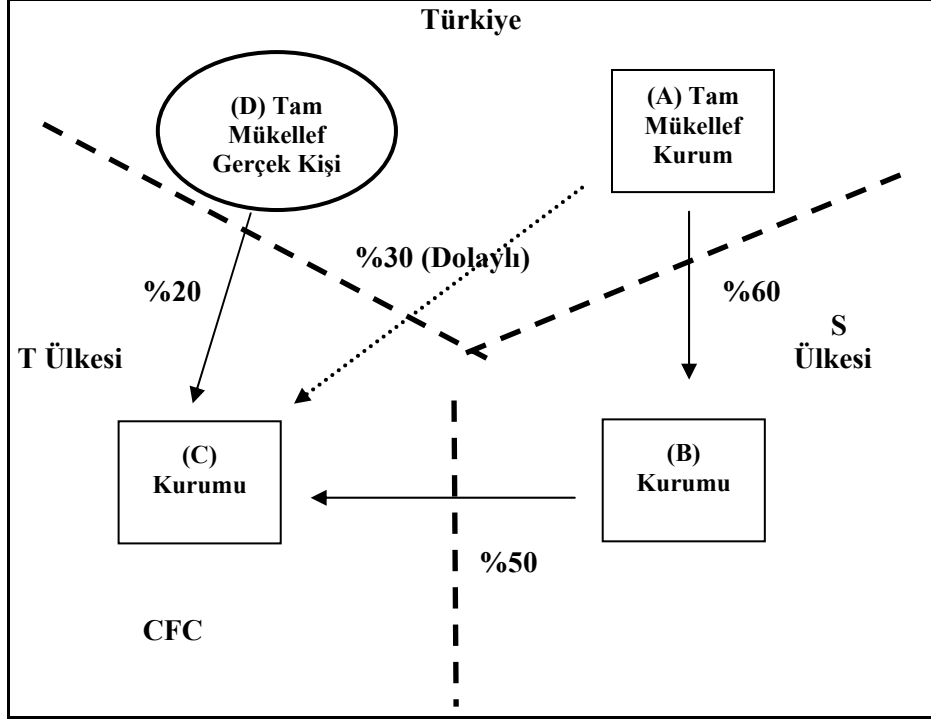 Türkiye
(D) Tam
Mükellef
Gerçek Kişi
(A) Tam
Mükellef
Kurum
%30 (Dolaylı)
%20
%60
T Ülkesi
S
Ülkesi
(C)
Kurumu
(B)
Kurumu
%50
CFC